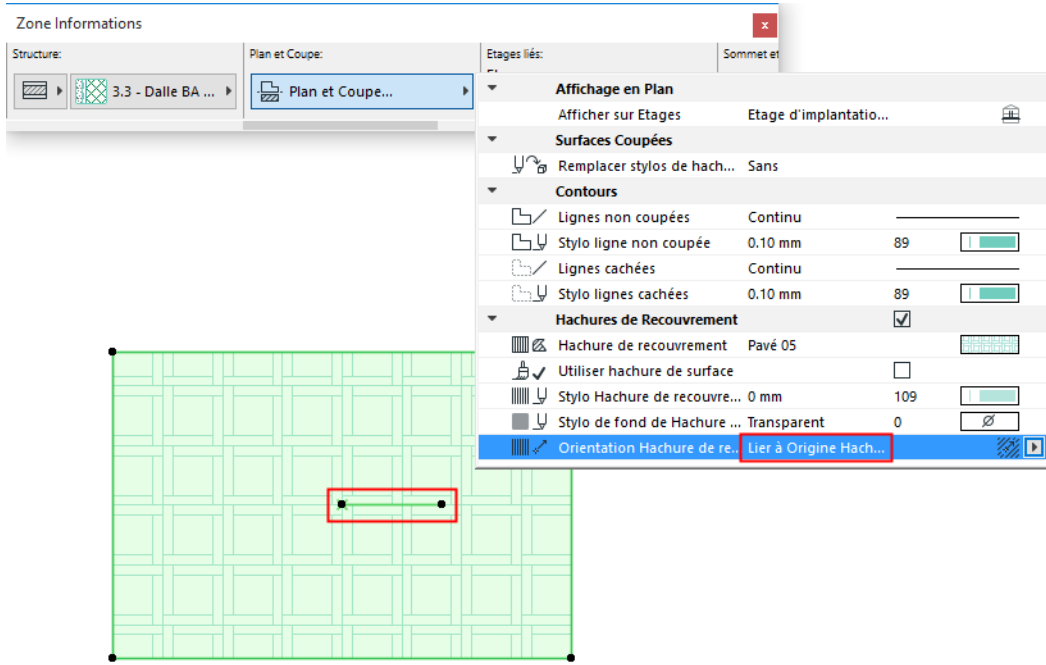 Zone Informations
x
Structure:
Plan et Coupe:
Etages liés:
Sommet et
3.3 - Dalle BA ...
Plan et Coupe...
Affichage en Plan
Afficher sur Etages Etage d'implantatio...
Surfaces Coupées
Remplacer stylos de hach... Sans
Contours
Lignes non coupées Continu
Stylo ligne non coupée 0.10 mm 89
Lignes cachées Continu
Stylo lignes cachées 0.10 mm 89
Hachures de Recouvrement
Hachure de recouvrement Pavé 05
Utiliser hachure de surface
Stylo Hachure de recouvre... 0 mm 109
Stylo de fond de Hachure ... Transparent 0
Orientation Hachure de re... Lier à Origine Hach...